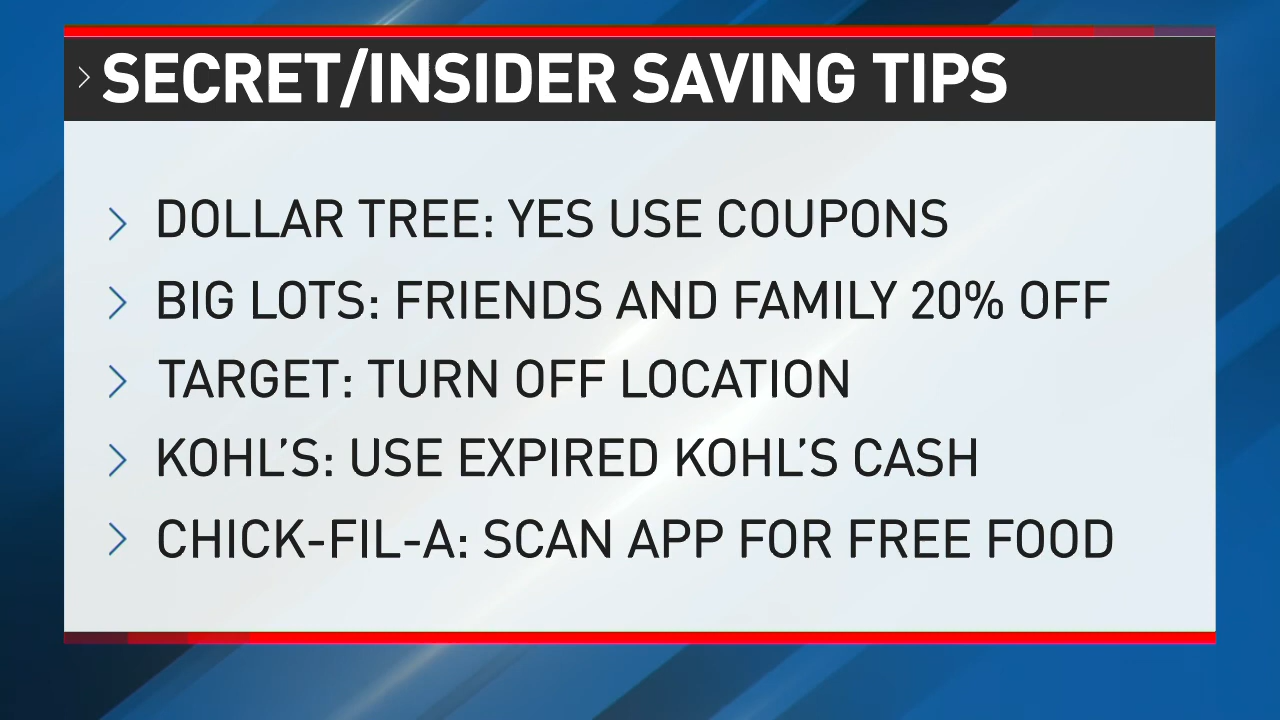 SECRET/INSIDER SAVING TIPS
DOLLAR TREE: YES USE COUPONS
BIG LOTS: FRIENDS AND FAMILY 20% OFF
TARGET: TURN OFF LOCATION
KOHL’S: USE EXPIRED KOHL’S CASH
CHICK-FIL-A: SCAN APP FOR FREE FOOD